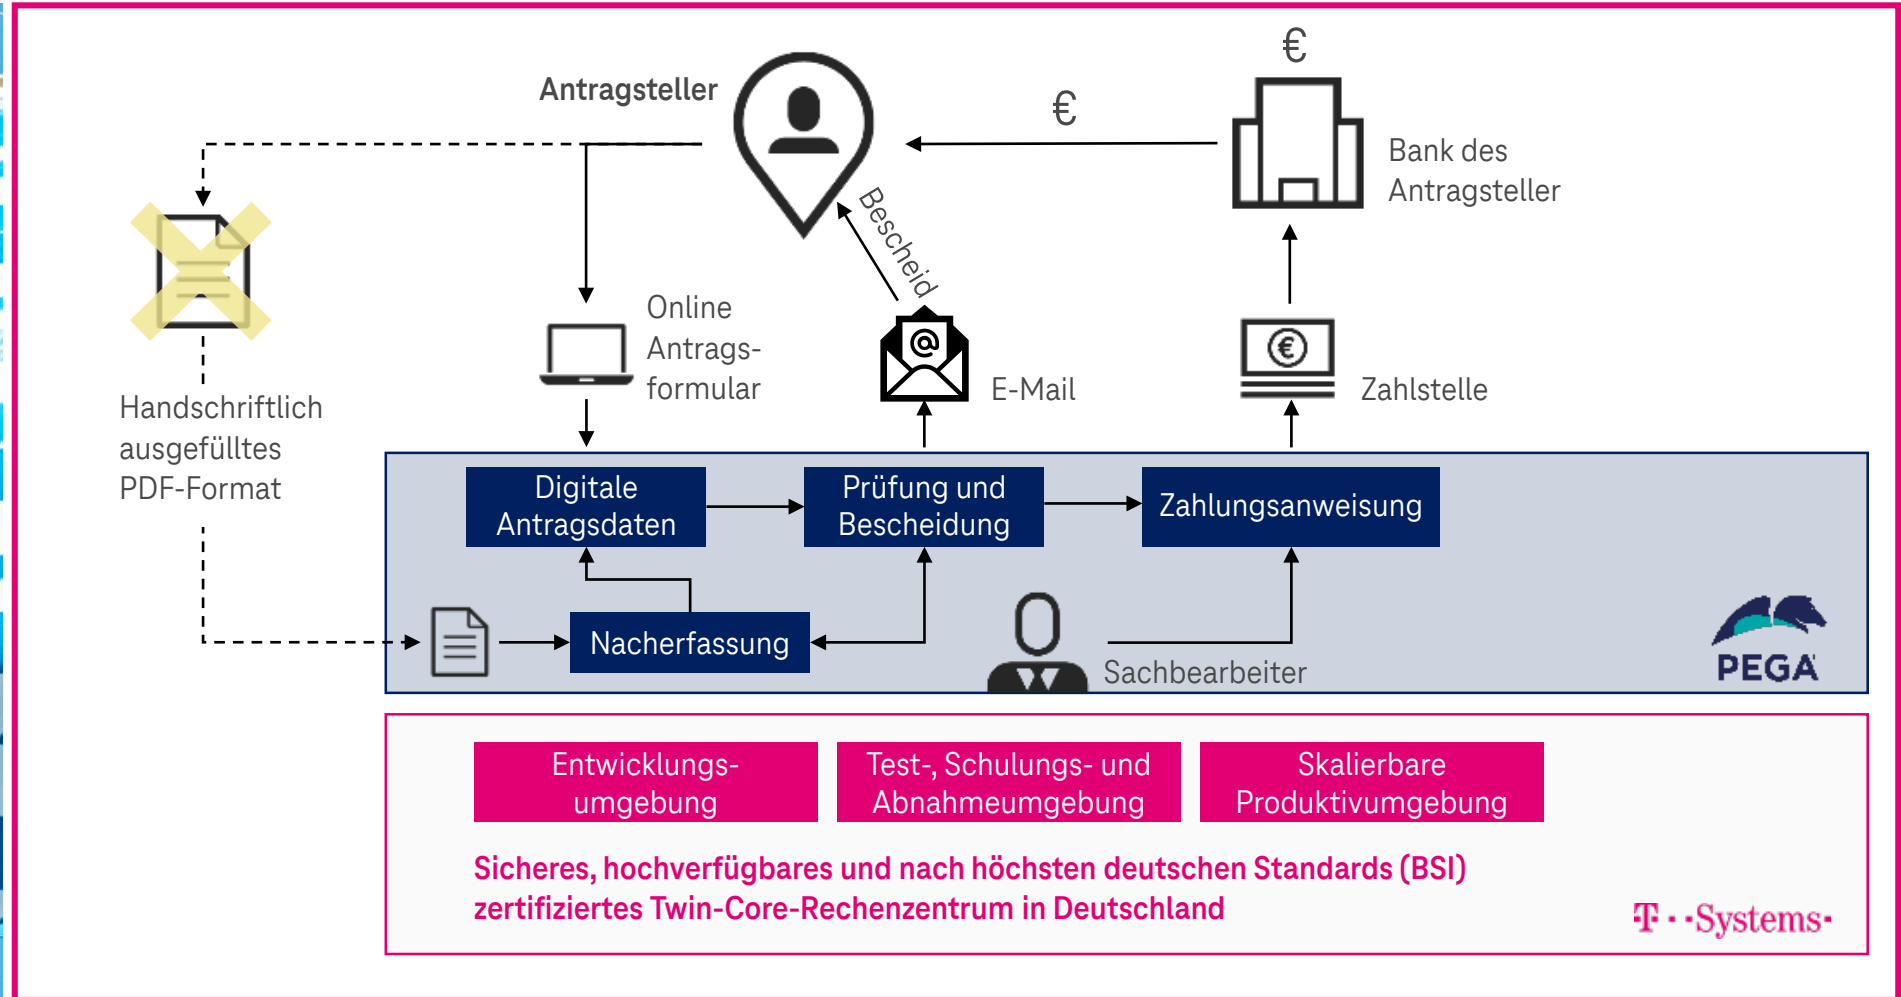 €
Antragsteller
€
Bank des
Antragsteller
Bescheid
Online
Antrags-
formular
@
E-Mail
€
Zahlstelle
Handschriftlich
ausgefülltes
PDF-Format
Digitale
Antragsdaten
Prüfung und
Bescheidung
Zahlungsanweisung
Nacherfassung
Sachbearbeiter
PEGA
Entwicklungs-
umgebung
Test-, Schulungs- und
Abnahmeumgebung
Skalierbare
Produktivumgebung
Sicheres, hochverfügbares und nach höchsten deutschen Standards (BSI)
zertifiziertes Twin-Core-Rechenzentrum in Deutschland
T··Systems·